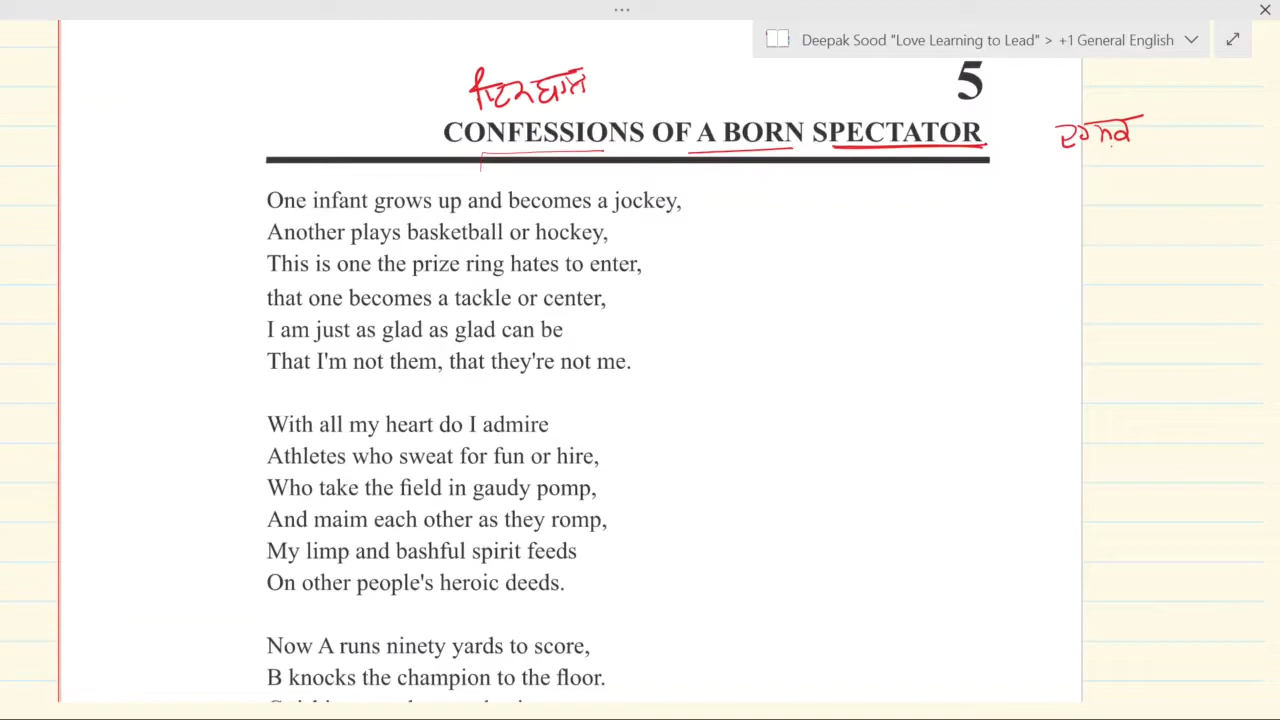 Deepak Sood "Love Learning to Lead" > +1 General English
5
CONFESSIONS OF A BORN SPECTATOR
ਦਰਸ਼ਕ
One infant grows up and becomes a jockey,
Another plays basketball or hockey,
This is one the prize ring hates to enter,
that one becomes a tackle or center,
I am just as glad as glad can be
That I'm not them, that they're not me.
With all my heart do I admire
Athletes who sweat for fun or hire,
Who take the field in gaudy pomp,
And maim each other as they romp,
My limp and bashful spirit feeds
On other people's heroic deeds.
Now A runs ninety yards to score,
B knocks the champion to the floor.